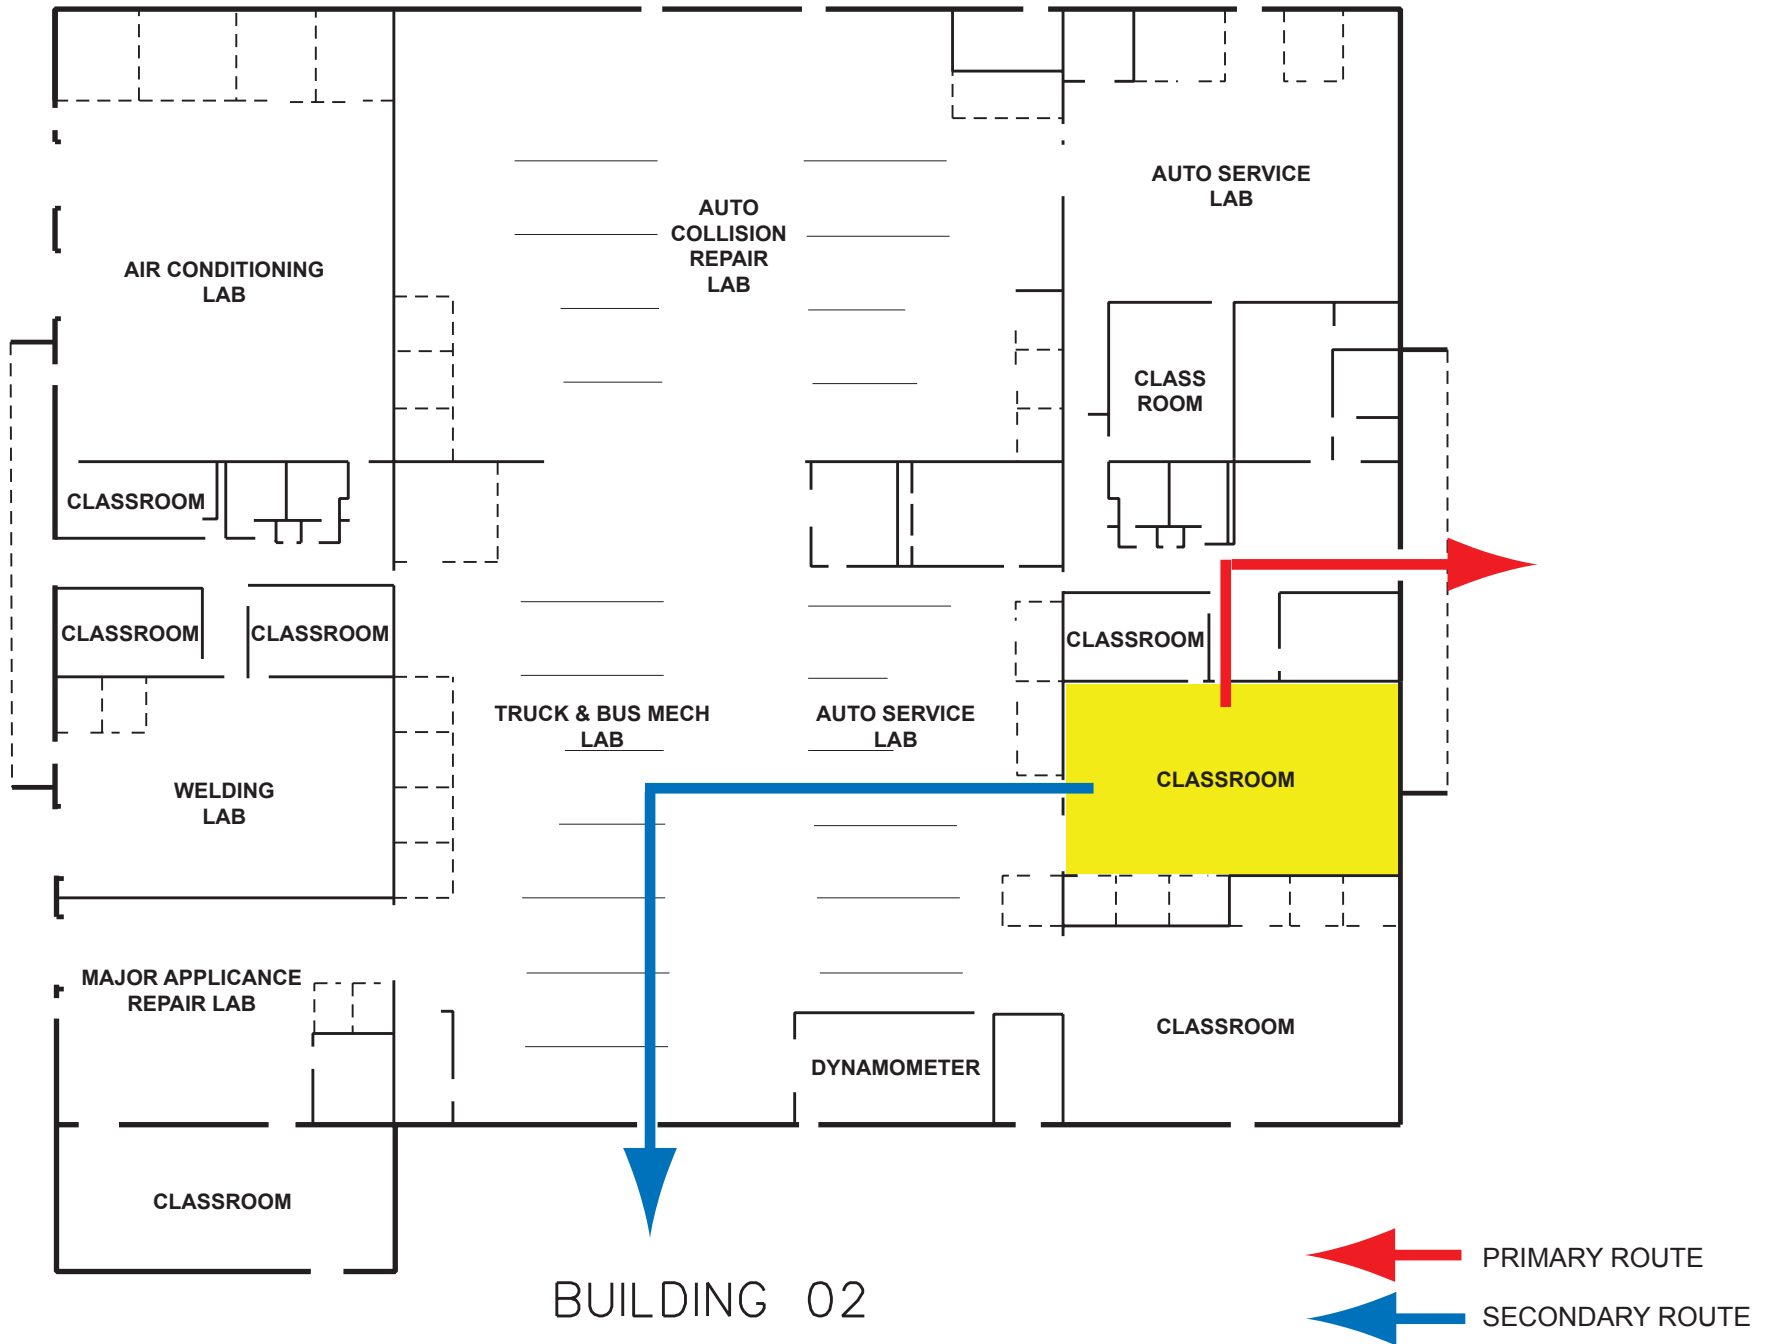 AUTO SERVICE
LAB
AUTO
COLLISION
REPAIR
LAB
AIR CONDITIONING
LAB
CLASS
ROOM
CLASSROOM
CLASSROOM
CLASSROOM
CLASSROOM
TRUCK & BUS MECH
LAB
AUTO SERVICE
LAB
CLASSROOM
WELDING
LAB
MAJOR APPLICANCE
REPAIR LAB
CLASSROOM
DYNAMOMETER
CLASSROOM
PRIMARY ROUTE
BUILDING 02
SECONDARY ROUTE